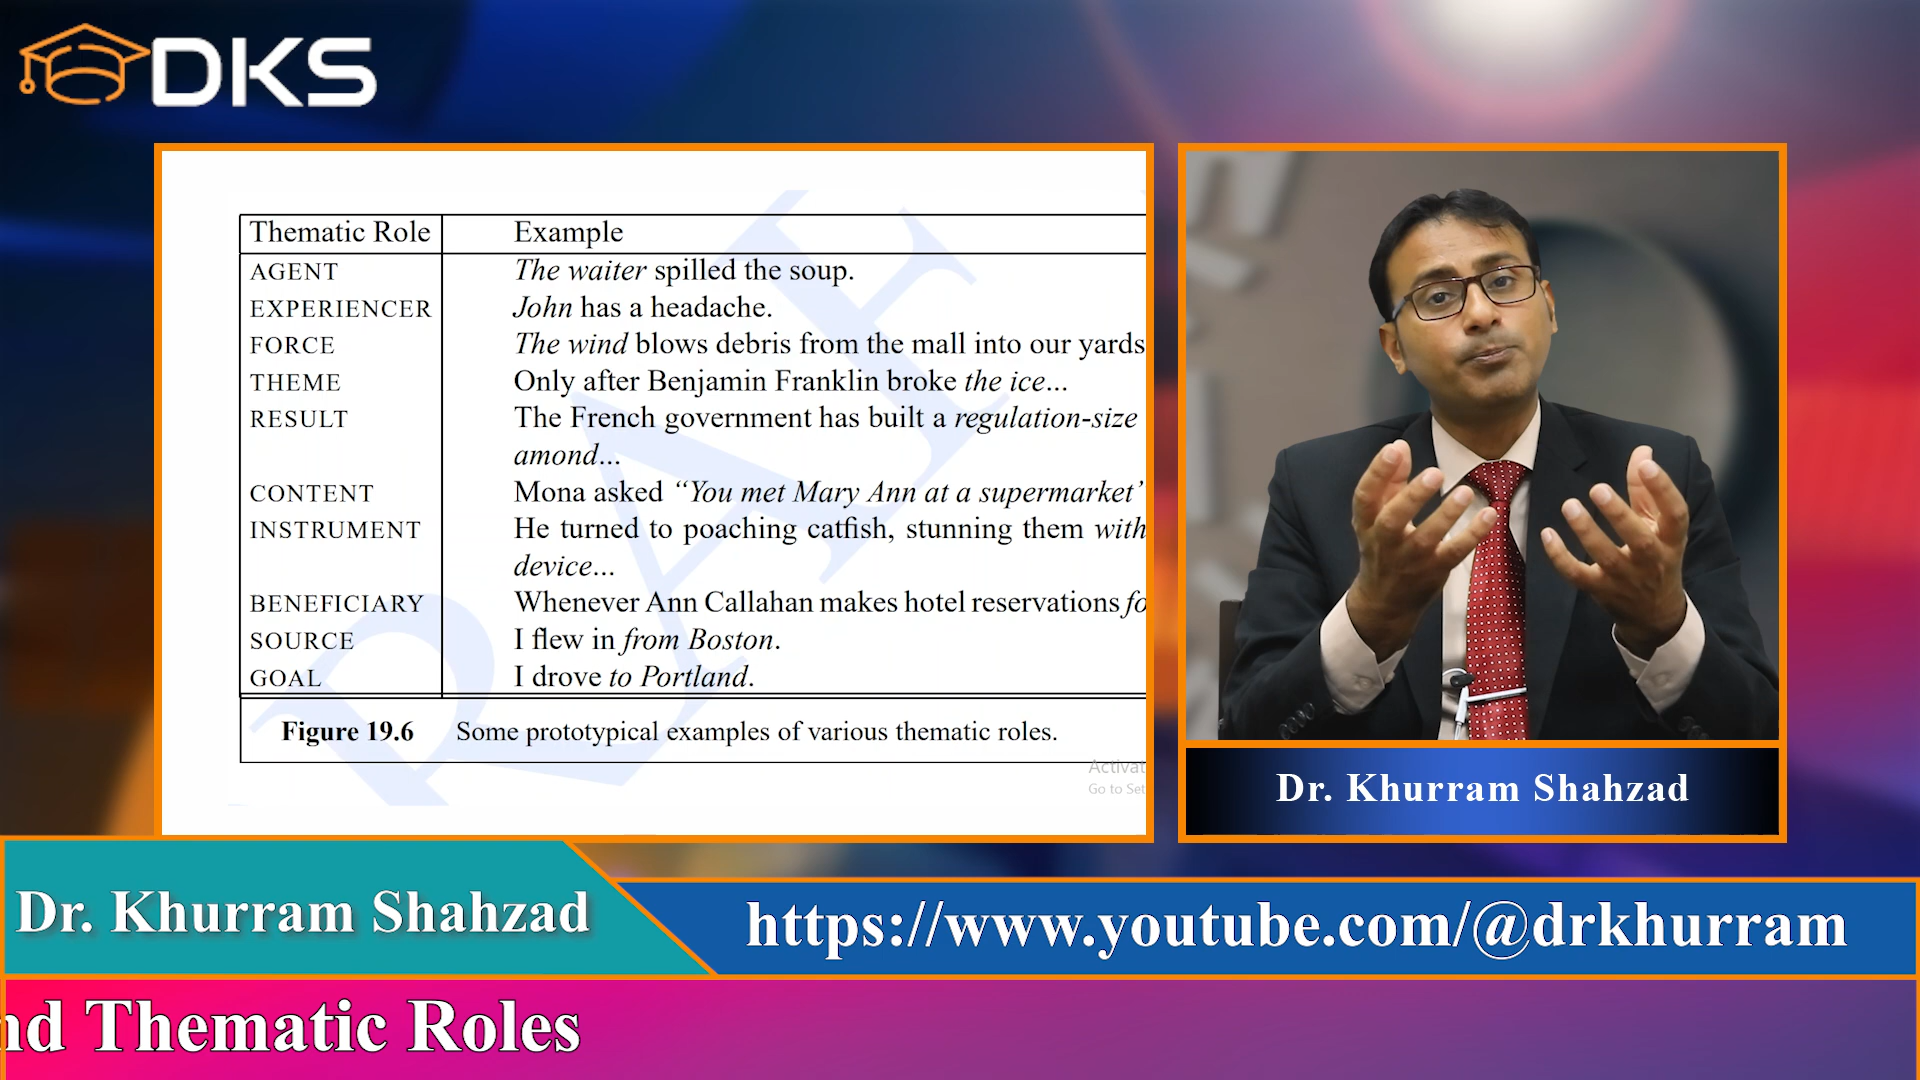 DKS
Thematic Role Example
AGENT The waiter spilled the soup.
EXPERIENCER John has a headache.
FORCE The wind blows debris from the mall into our yards
THEME Only after Benjamin Franklin broke the ice...
RESULT The French government has built a regulation-size
amond...
CONTENT Mona asked “You met Mary Ann at a supermarket’
INSTRUMENT He turned to poaching catfish, stunning them with
device...
BENEFICIARY Whenever Ann Callahan makes hotel reservations fo
SOURCE I flew in from Boston.
GOAL I drove to Portland.
Figure 19.6 Some prototypical examples of various thematic roles.
Activat
Go to Set
Dr. Khurram Shahzad
Dr. Khurram Shahzad
https://www.youtube.com/@drkhurram
nd Thematic Roles